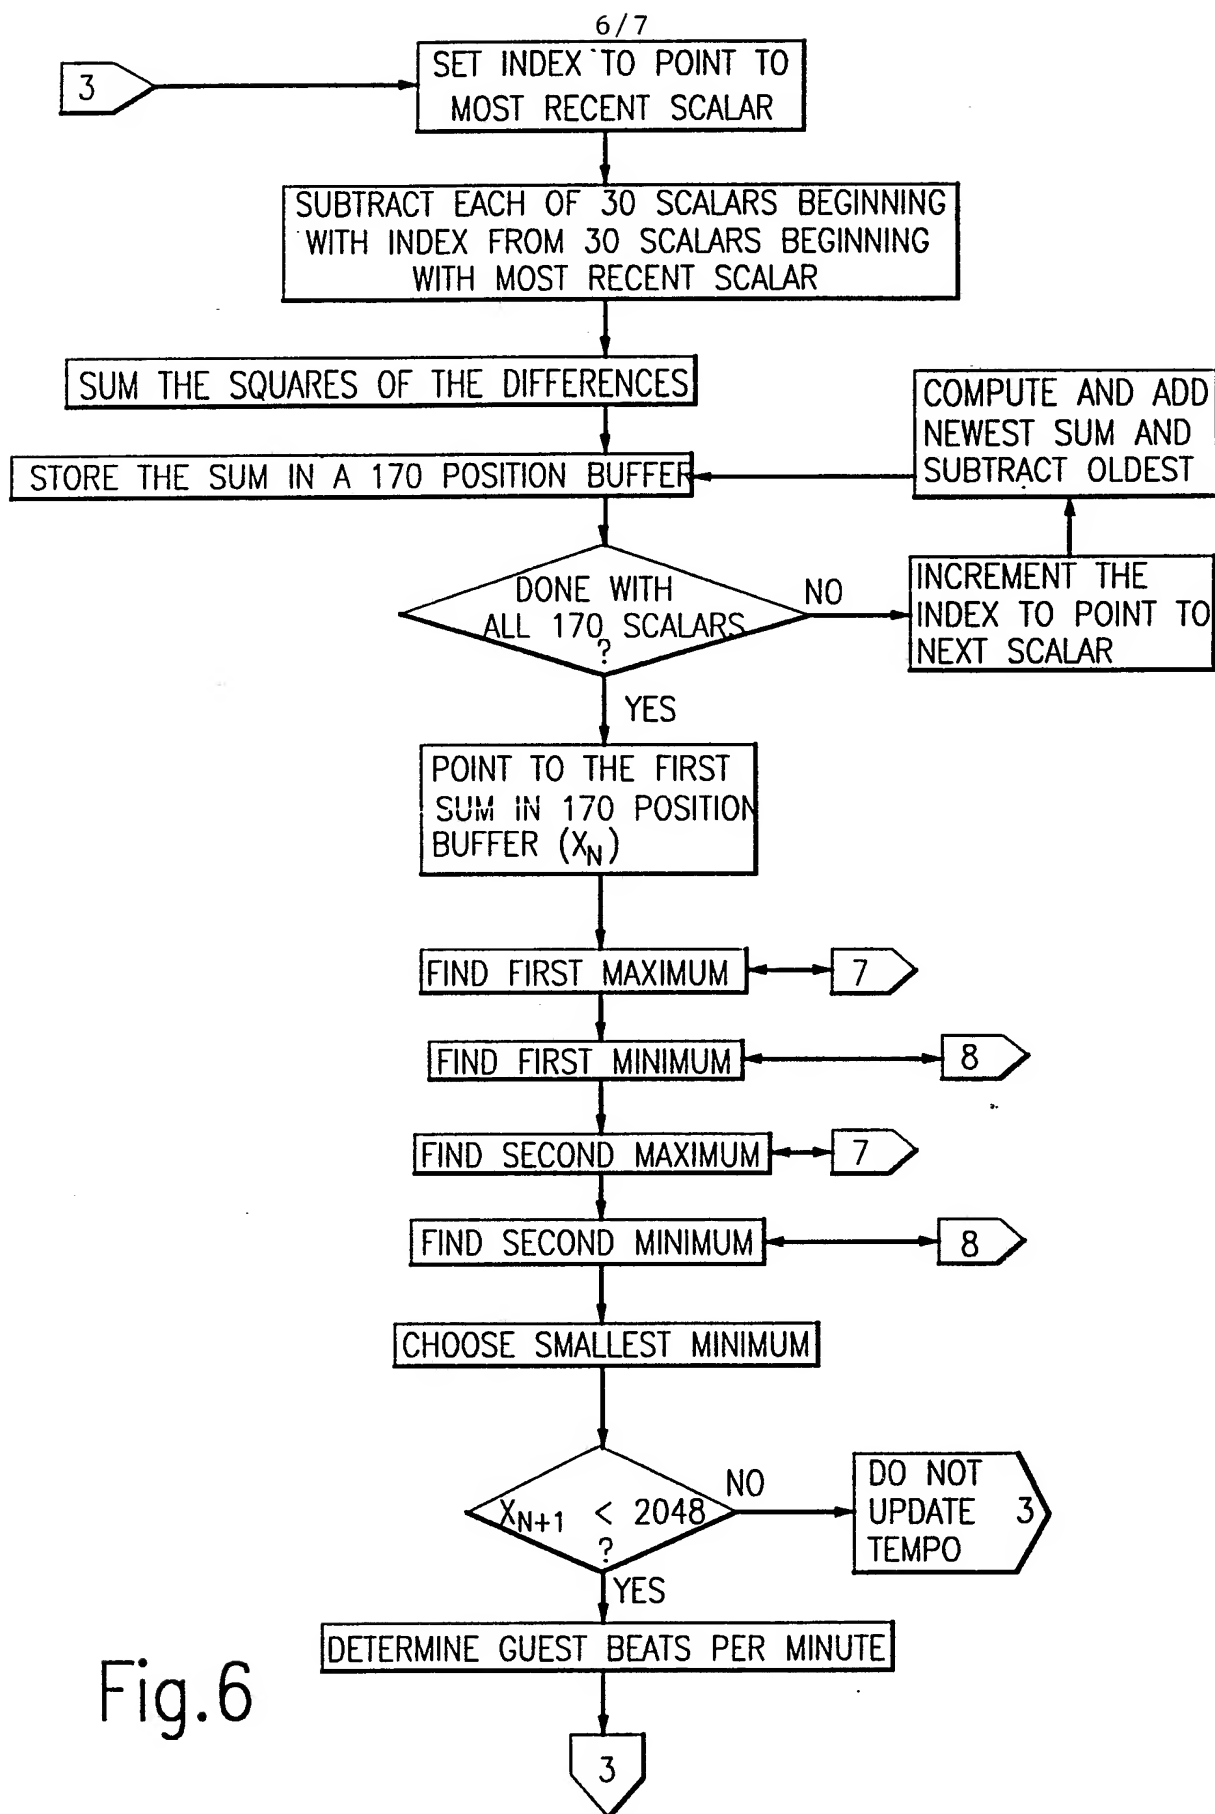 6/7
3
SET INDEX TO POINT TO
MOST RECENT SCALAR
SUBTRACT EACH OF 30 SCALARS BEGINNING
WITH INDEX FROM 30 SCALARS BEGINNING
WITH MOST RECENT SCALAR
SUM THE SQUARES OF THE DIFFERENCES
STORE THE SUM IN A 170 POSITION BUFFER
COMPUTE AND ADD
NEWEST SUM AND
SUBTRACT OLDEST
DONE WITH
ALL 170 SCALARS
?
NO
INCREMENT THE
INDEX TO POINT TO
NEXT SCALAR
YES
POINT TO THE FIRST
SUM IN 170 POSITION
BUFFER (X_N)
FIND FIRST MAXIMUM
7
FIND FIRST MINIMUM
8
FIND SECOND MAXIMUM
7
FIND SECOND MINIMUM
8
CHOOSE SMALLEST MINIMUM
X_{N+1} < 2048
?
NO
DO NOT
UPDATE 3
TEMPO
YES
DETERMINE GUEST BEATS PER MINUTE
3
Fig.6